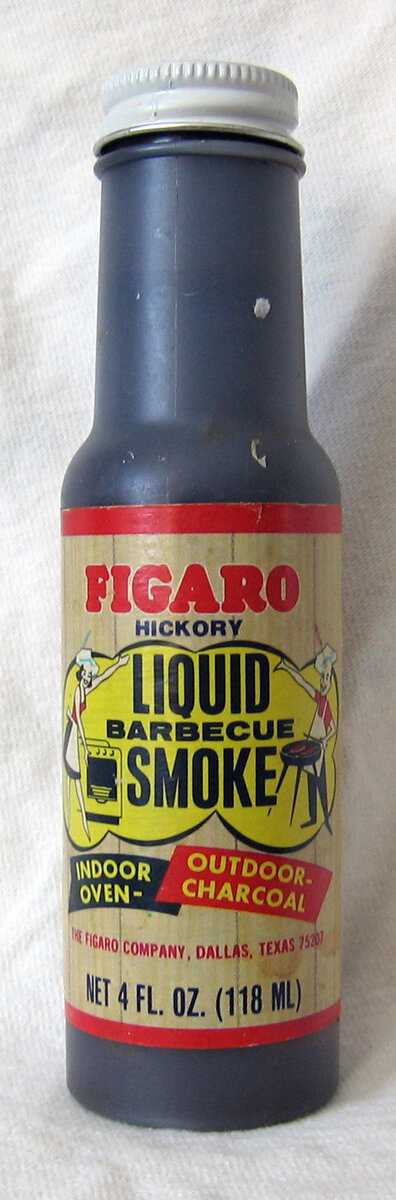 FIGARO
HICKORY
LIQUID
BARBECUE
SMOKE
INDOOR
OVEN-
OUTDOOR-
CHARCOAL
THE FIGARO COMPANY, DALLAS, TEXAS 75207
NET 4 FL. OZ. (118 ML)